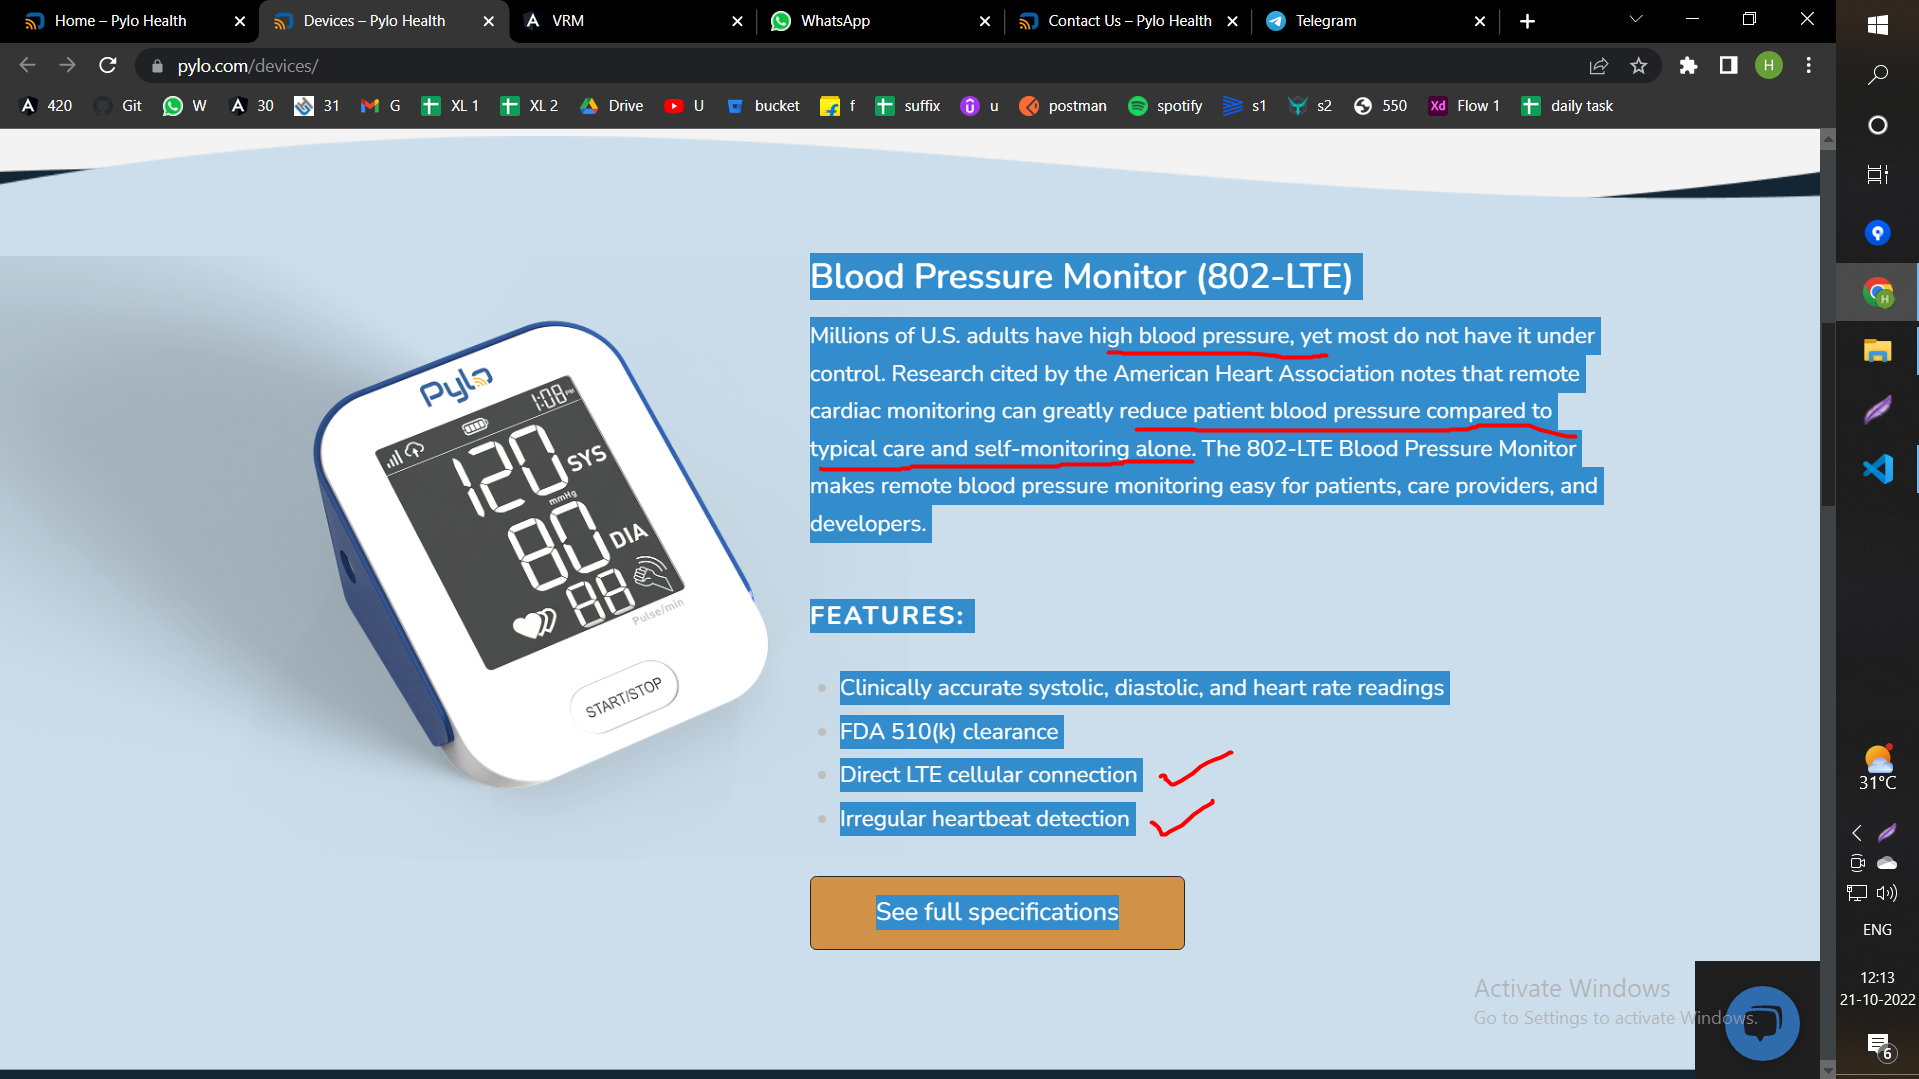 Home – Pylo Health
Devices – Pylo Health
VRM
WhatsApp
Contact Us – Pylo Health
Telegram
pylo.com/devices/
H
420
Git
W
30
31
G
XL 1
XL 2
Drive
U
bucket
f
suffix
u
postman
spotify
s1
s2
550
Xd
Flow 1
daily task
Blood Pressure Monitor (802-LTE)
Millions of U.S. adults have high blood pressure, yet most do not have it under
control. Research cited by the American Heart Association notes that remote
cardiac monitoring can greatly reduce patient blood pressure compared to
typical care and self-monitoring alone. The 802-LTE Blood Pressure Monitor
makes remote blood pressure monitoring easy for patients, care providers, and
developers.
Pylo
1:08 PM
120 SYS
mmHg
80 DIA
88
Pulse/min
START/STOP
FEATURES:
Clinically accurate systolic, diastolic, and heart rate readings
FDA 510(k) clearance
Direct LTE cellular connection
Irregular heartbeat detection
See full specifications
Activate Windows
Go to Settings to activate Windows.
H
31°C
ENG
12:13
21-10-2022
6